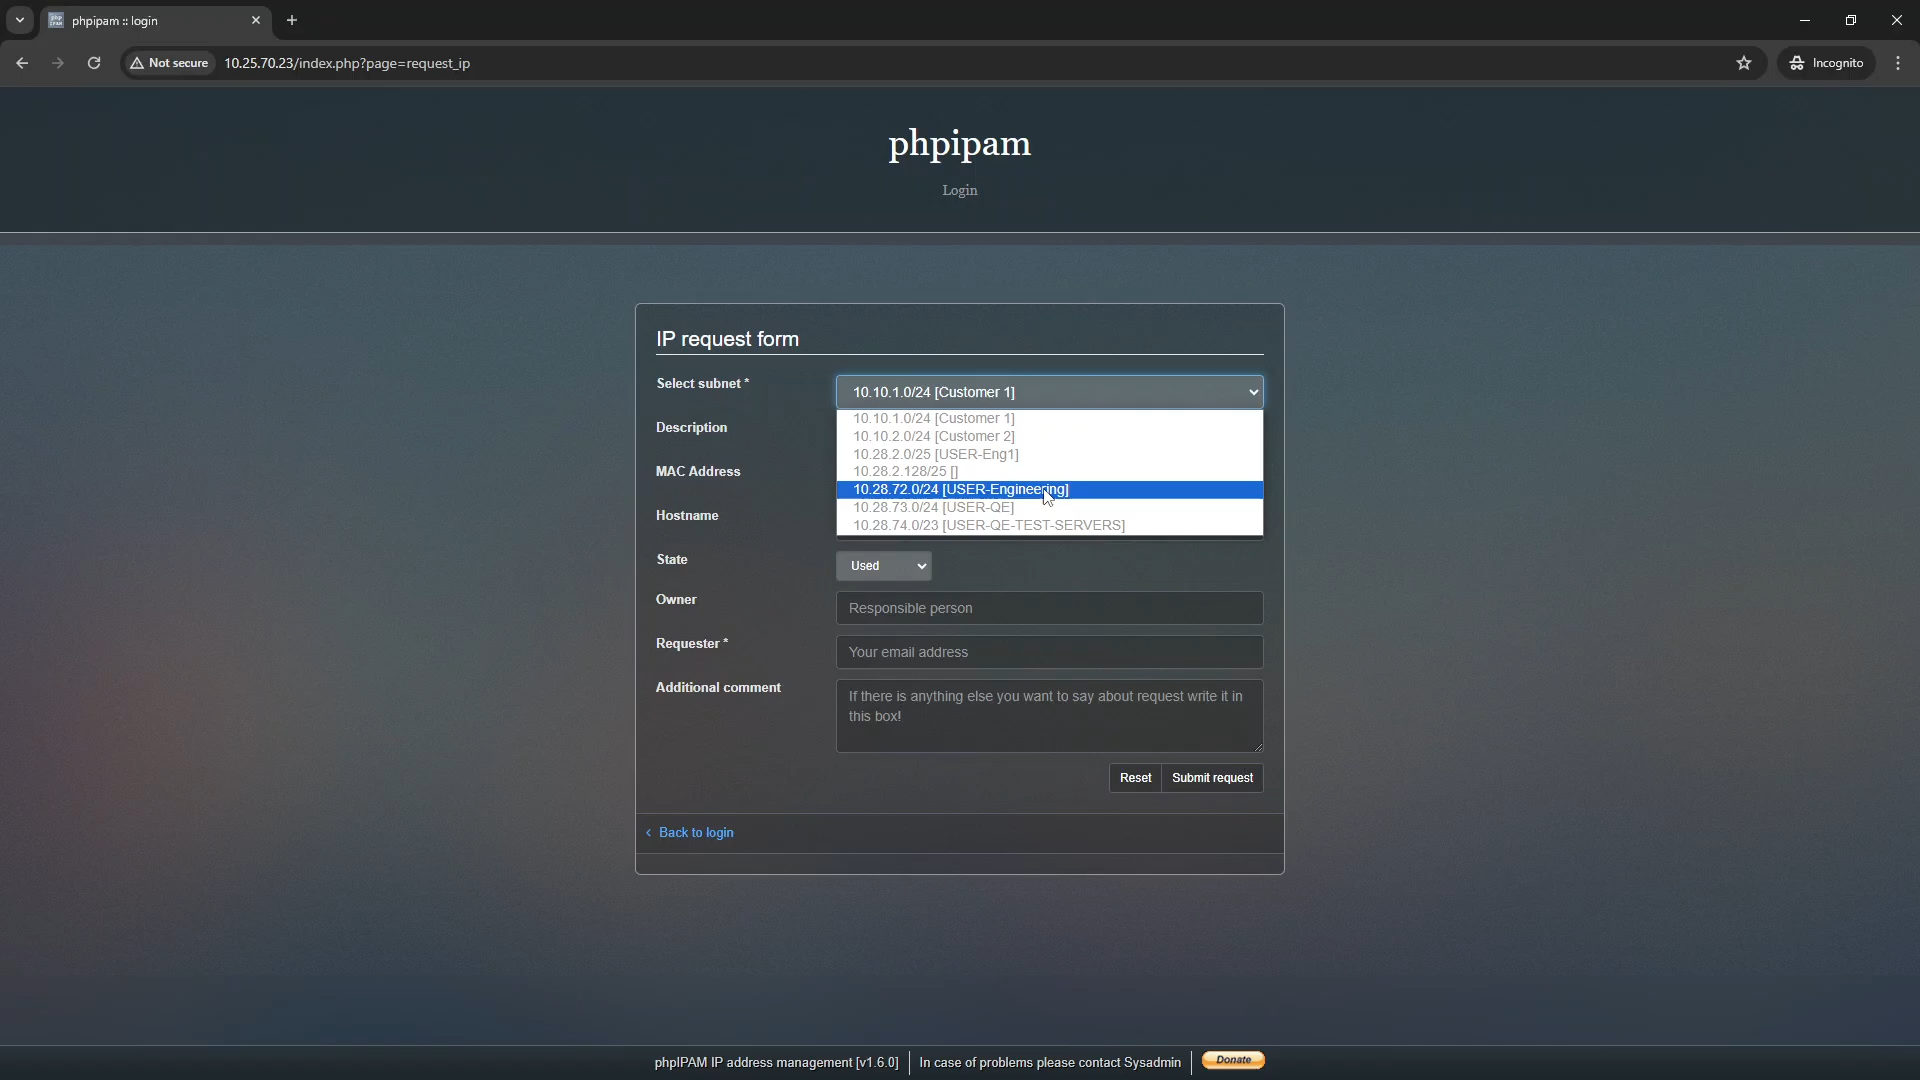 phpipam :: login
Not secure
10.25.70.23/index.php?page=request_ip
Incognito
phpipam
Login
IP request form
Select subnet *
10.10.1.0/24 [Customer 1]
10.10.1.0/24 [Customer 1]
10.10.2.0/24 [Customer 2]
10.28.2.0/25 [USER-Eng1]
10.28.2.128/25 []
10.28.72.0/24 [USER-Engineering]
10.28.73.0/24 [USER-QE]
10.28.74.0/23 [USER-QE-TEST-SERVERS]
Description
MAC Address
Hostname
State
Used
Owner
Responsible person
Requester *
Your email address
Additional comment
If there is anything else you want to say about request write it in
this box!
Reset
Submit request
< Back to login
phpIPAM IP address management [v1.6.0]
In case of problems please contact Sysadmin
Donate